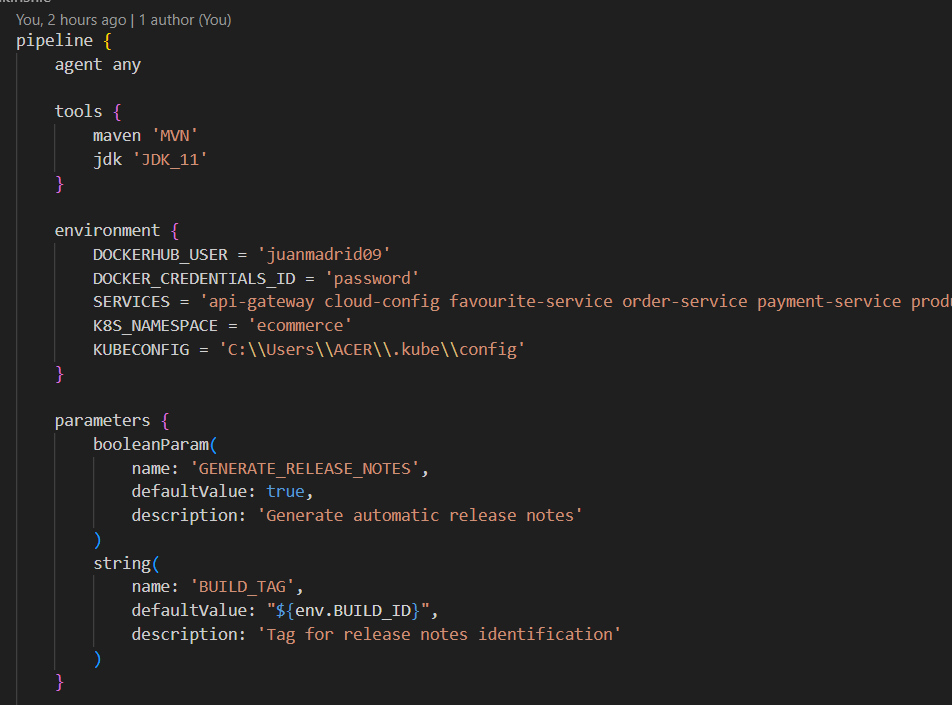 You, 2 hours ago | 1 author (You)
pipeline {
    agent any

    tools {
        maven 'MVN'
        jdk 'JDK_11'
    }

    environment {
        DOCKERHUB_USER = 'juanmadrid09'
        DOCKER_CREDENTIALS_ID = 'password'
        SERVICES = 'api-gateway cloud-config favourite-service order-service payment-service
        K8S_NAMESPACE = 'ecommerce'
        KUBECONFIG = 'C:\\Users\\ACER\\.kube\\config'
    }

    parameters {
        booleanParam(
            name: 'GENERATE_RELEASE_NOTES',
            defaultValue: true,
            description: 'Generate automatic release notes'
        )
        string(
            name: 'BUILD_TAG',
            defaultValue: "${env.BUILD_ID}",
            description: 'Tag for release notes identification'
        )
    }